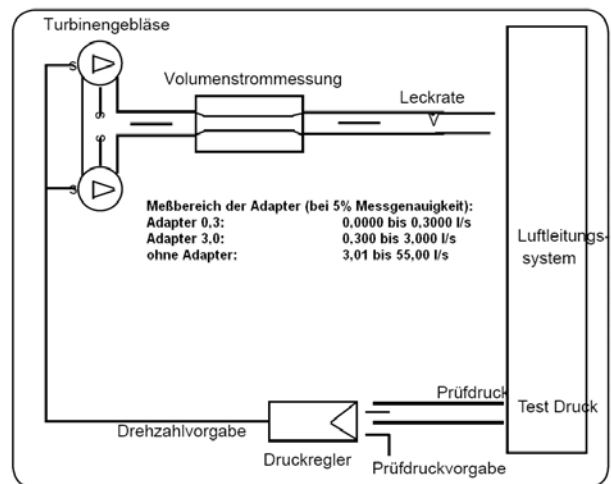 Turbinengebläse
S
Volumenstrommessung
Leckrate
S
S
S
Meßbereich der Adapter (bei 5% Messgenauigkeit):
Adapter 0,3: 0,0000 bis 0,3000 l/s
Adapter 3,0: 0,300 bis 3,000 l/s
ohne Adapter: 3,01 bis 55,00 l/s
Luftleitungs-
system
Prüfdruck
Test Druck
Drehzahlvorgabe
Druckregler
Prüfdruckvorgabe